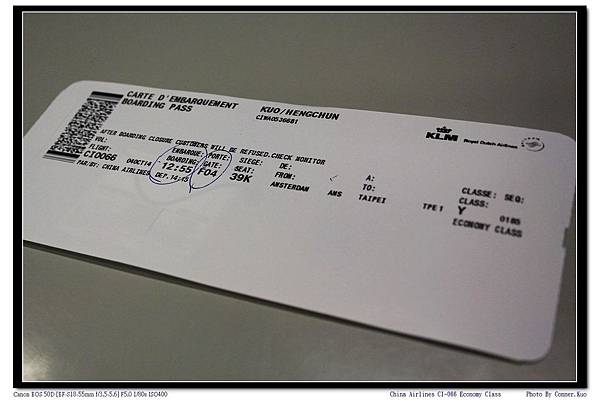 CARTE D'EMBARQUEMENT
BOARDING PASS
KUO/HENGCHUN
CIWA0536681
KLM Royal Dutch Airlines
AFTER BOARDING CLOSURE CUSTOMERS WILL BE REFUSED.CHECK MONITOR
VOL: EMBARQUE: PORTE: SIEGE: DE: A: CLASSE: SEQ:
FLIGHT: BOARDING: GATE: SEAT: FROM: TO: CLASS:
CI0066 04OCT14 12:55 F04 39K AMSTERDAM AMS TAIPEI TPE1 Y 0185
PAR/BY: CHINA AIRLINES DEP.14:15 ECONOMY CLASS
Canon EOS 50D [EF-S18-55mm f/3.5-5.6] F5.0 1/80s ISO400
China Airlines CI-066 Economy Class
Photo By Conner.Kuo